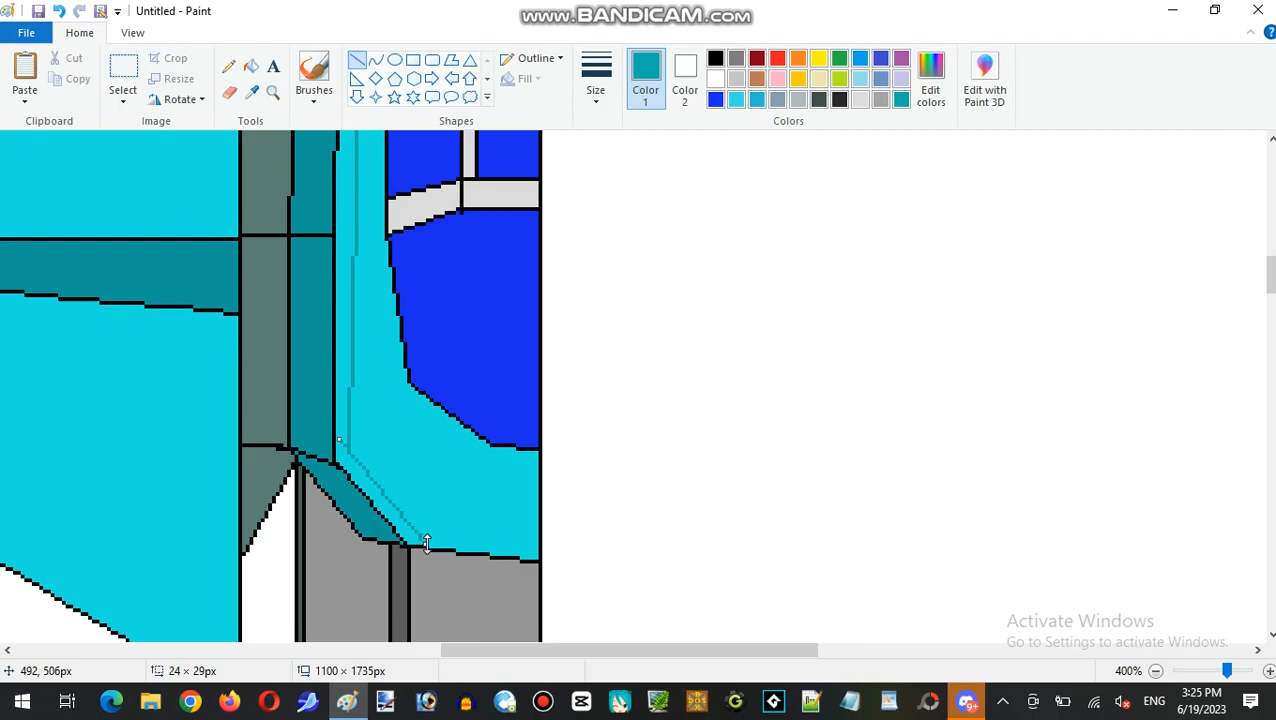 Untitled - Paint
www.BANDICAM.com
File
Home
View
Paste
Cut
Copy
Clipboard
Select
Crop
Resize
Rotate
Image
Tools
Brushes
Outline
Fill
Shapes
Size
Color 1
Color 2
Edit colors
Edit with Paint 3D
Colors
Activate Windows
Go to Settings to activate Windows.
492, 506px
24 × 29px
1100 × 1735px
400%
9+
ENG
3:25 PM
6/19/2023